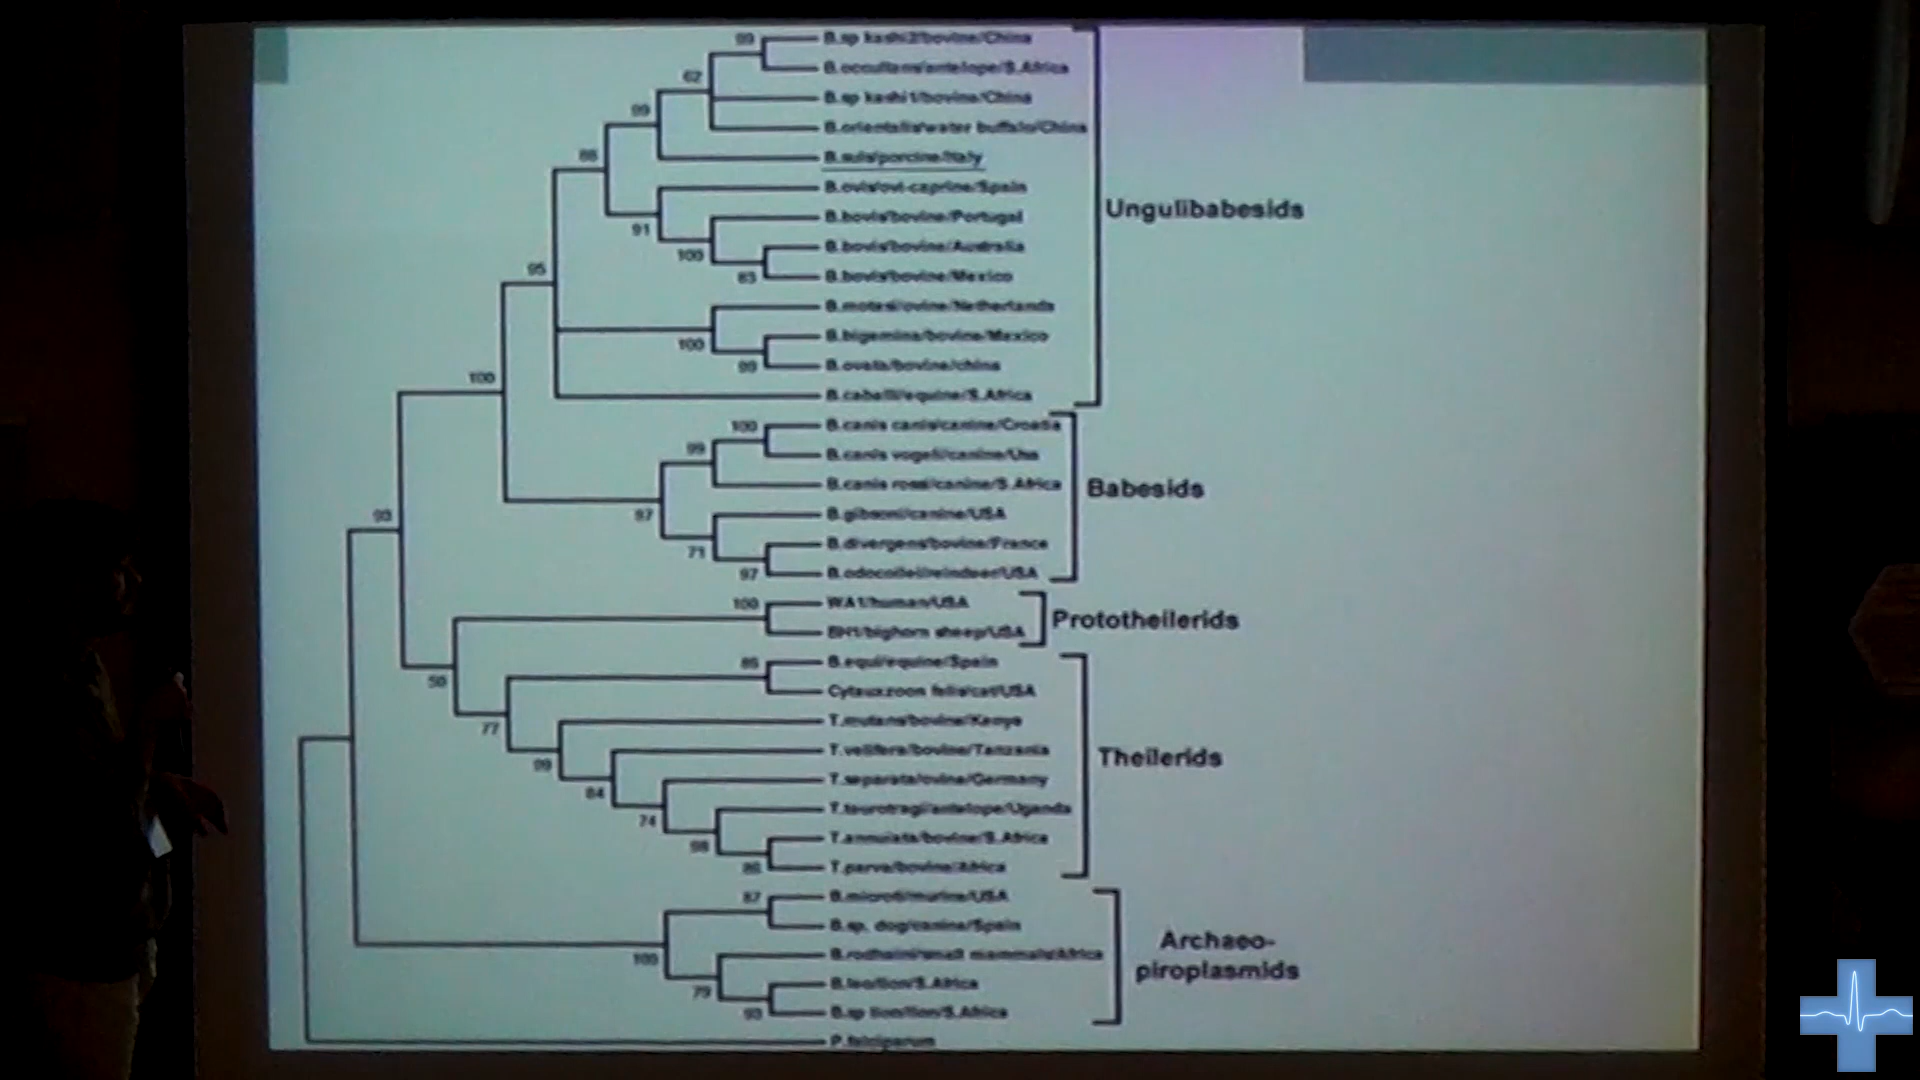 99 B.sp kashi2/bovine/China
B.occultans/antelope/S.Africa
62
B.sp kashi1/bovine/China
99
B.orientalis/water buffalo/China
88
B.suis/porcine/Italy
B.ovis/ovi-caprine/Spain
Ungulibabesids
B.bovis/bovine/Portugal
91
B.bovis/bovine/Australia
100
B.bovis/bovine/Mexico
83
95
B.motasi/ovine/Netherlands
B.bigemina/bovine/Mexico
100
B.ovata/bovine/china
99
100
B.caballi/equine/S.Africa
100 B.canis canis/canine/Croatia
99
B.canis vogeli/canine/Usa
B.canis rossi/canine/S.Africa
Babesids
93
97
B.gibsoni/canine/USA
B.divergens/bovine/France
71
B.odocoilei/reindeer/USA
97
100 WA1/human/USA
Prototheilerids
BH1/bighorn sheep/USA
85 B.equi/equine/Spain
50
Cytauxzoon felis/cat/USA
77
T.mutans/bovine/Kenya
T.velifera/bovine/Tanzania
Theilerids
99
T.separata/ovine/Germany
84
T.taurotragi/antelope/Uganda
74
T.annulata/bovine/S.Africa
98
T.parva/bovine/Africa
86
87 B.microti/murine/USA
B.sp. dog/canine/Spain
Archaeo-
piroplasmids
100
B.rodhaini/small mammals/Africa
B.leo/lion/S.Africa
79
B.sp lion/lion/S.Africa
93
P.falciparum